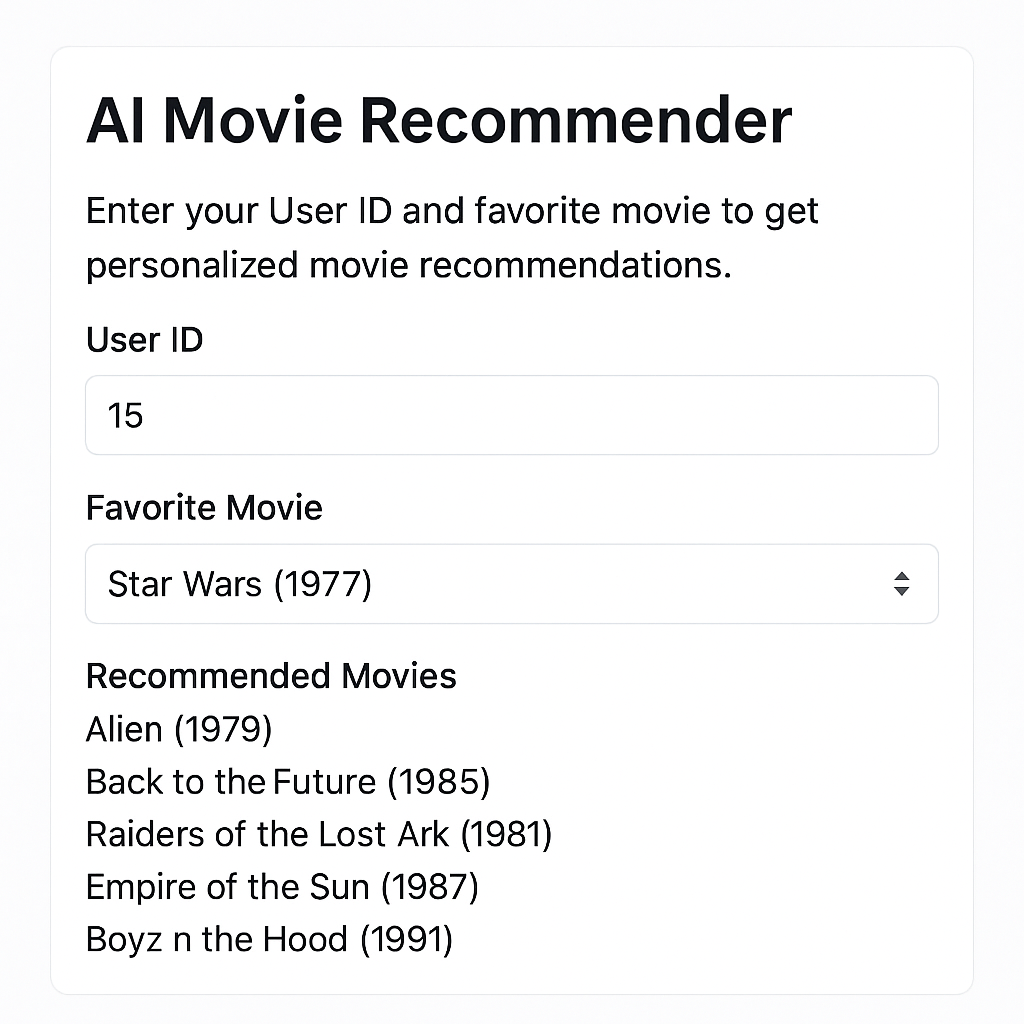 AI Movie Recommender
Enter your User ID and favorite movie to get
personalized movie recommendations.
User ID
15
Favorite Movie
Star Wars (1977)
Recommended Movies
Alien (1979)
Back to the Future (1985)
Raiders of the Lost Ark (1981)
Empire of the Sun (1987)
Boyz n the Hood (1991)